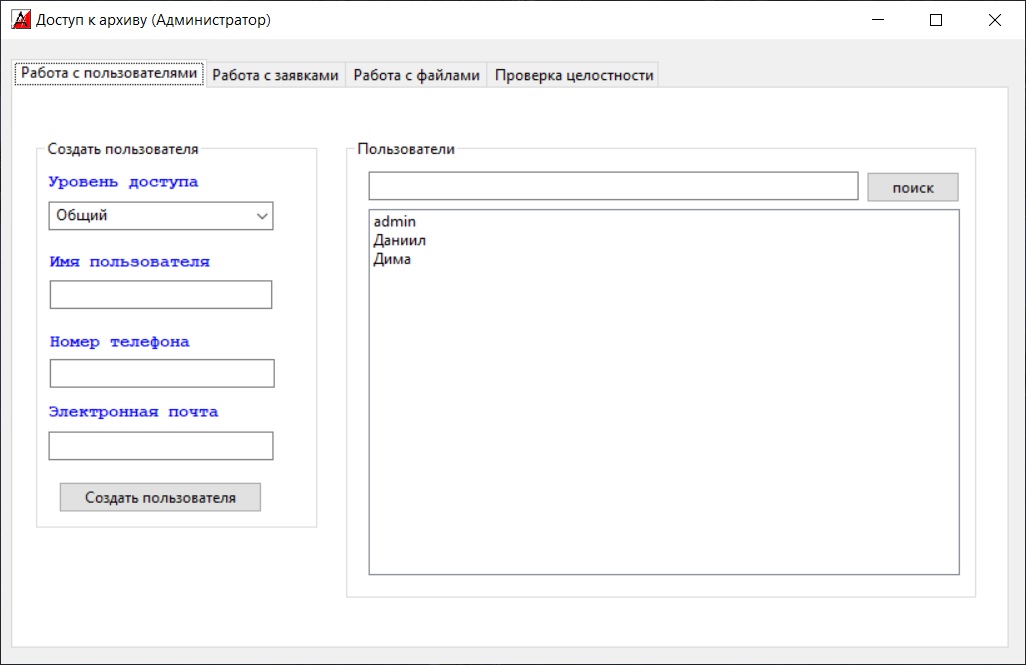 Доступ к архиву (Администратор)
Работа с пользователями
Работа с заявками
Работа с файлами
Проверка целостности
Создать пользователя
Уровень доступа
Общий
Имя пользователя
Номер телефона
Электронная почта
Создать пользователя
Пользователи
поиск
admin
Даниил
Дима